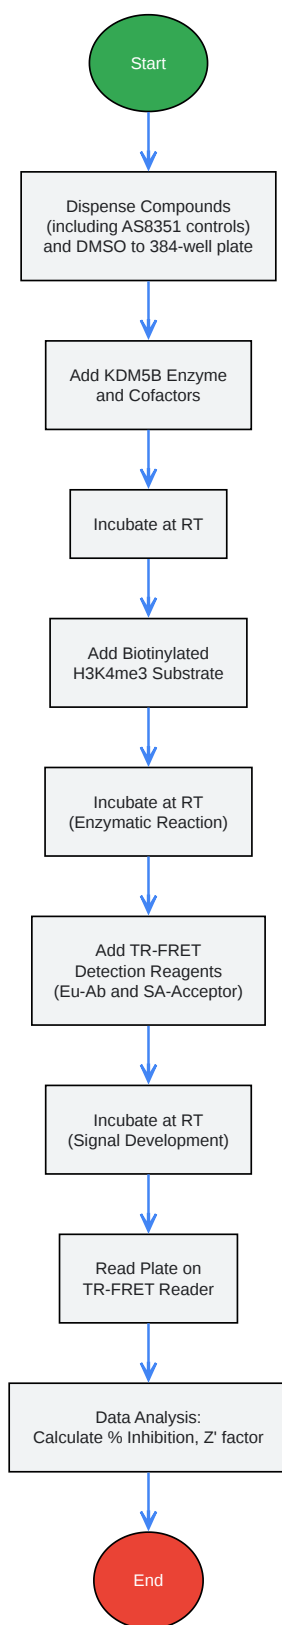 Start
Dispense Compounds
(including AS8351 controls)
and DMSO to 384-well plate
Add KDM5B Enzyme
and Cofactors
Incubate at RT
Add Biotinylated
H3K4me3 Substrate
Incubate at RT
(Enzymatic Reaction)
Add TR-FRET
Detection Reagents
(Eu-Ab and SA-Acceptor)
Incubate at RT
(Signal Development)
Read Plate on
TR-FRET Reader
Data Analysis:
Calculate % Inhibition, Z' factor
End